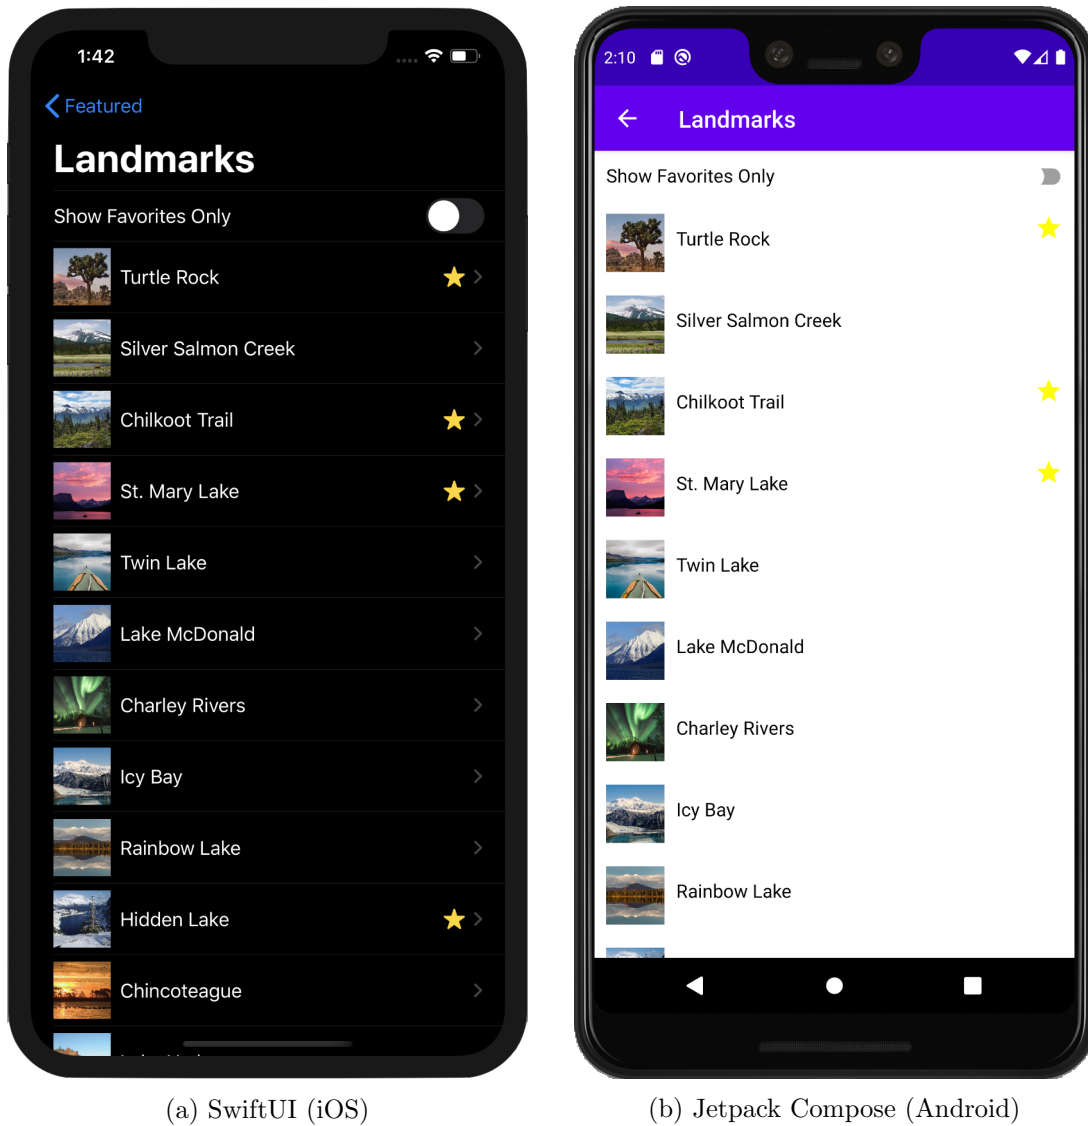 1:42
Featured
Landmarks
Show Favorites Only
Turtle Rock
Silver Salmon Creek
Chilkoot Trail
St. Mary Lake
Twin Lake
Lake McDonald
Charley Rivers
Icy Bay
Rainbow Lake
Hidden Lake
Chincoteague
(a) SwiftUI (iOS)
2:10
Landmarks
Show Favorites Only
Turtle Rock
Silver Salmon Creek
Chilkoot Trail
St. Mary Lake
Twin Lake
Lake McDonald
Charley Rivers
Icy Bay
Rainbow Lake
(b) Jetpack Compose (Android)